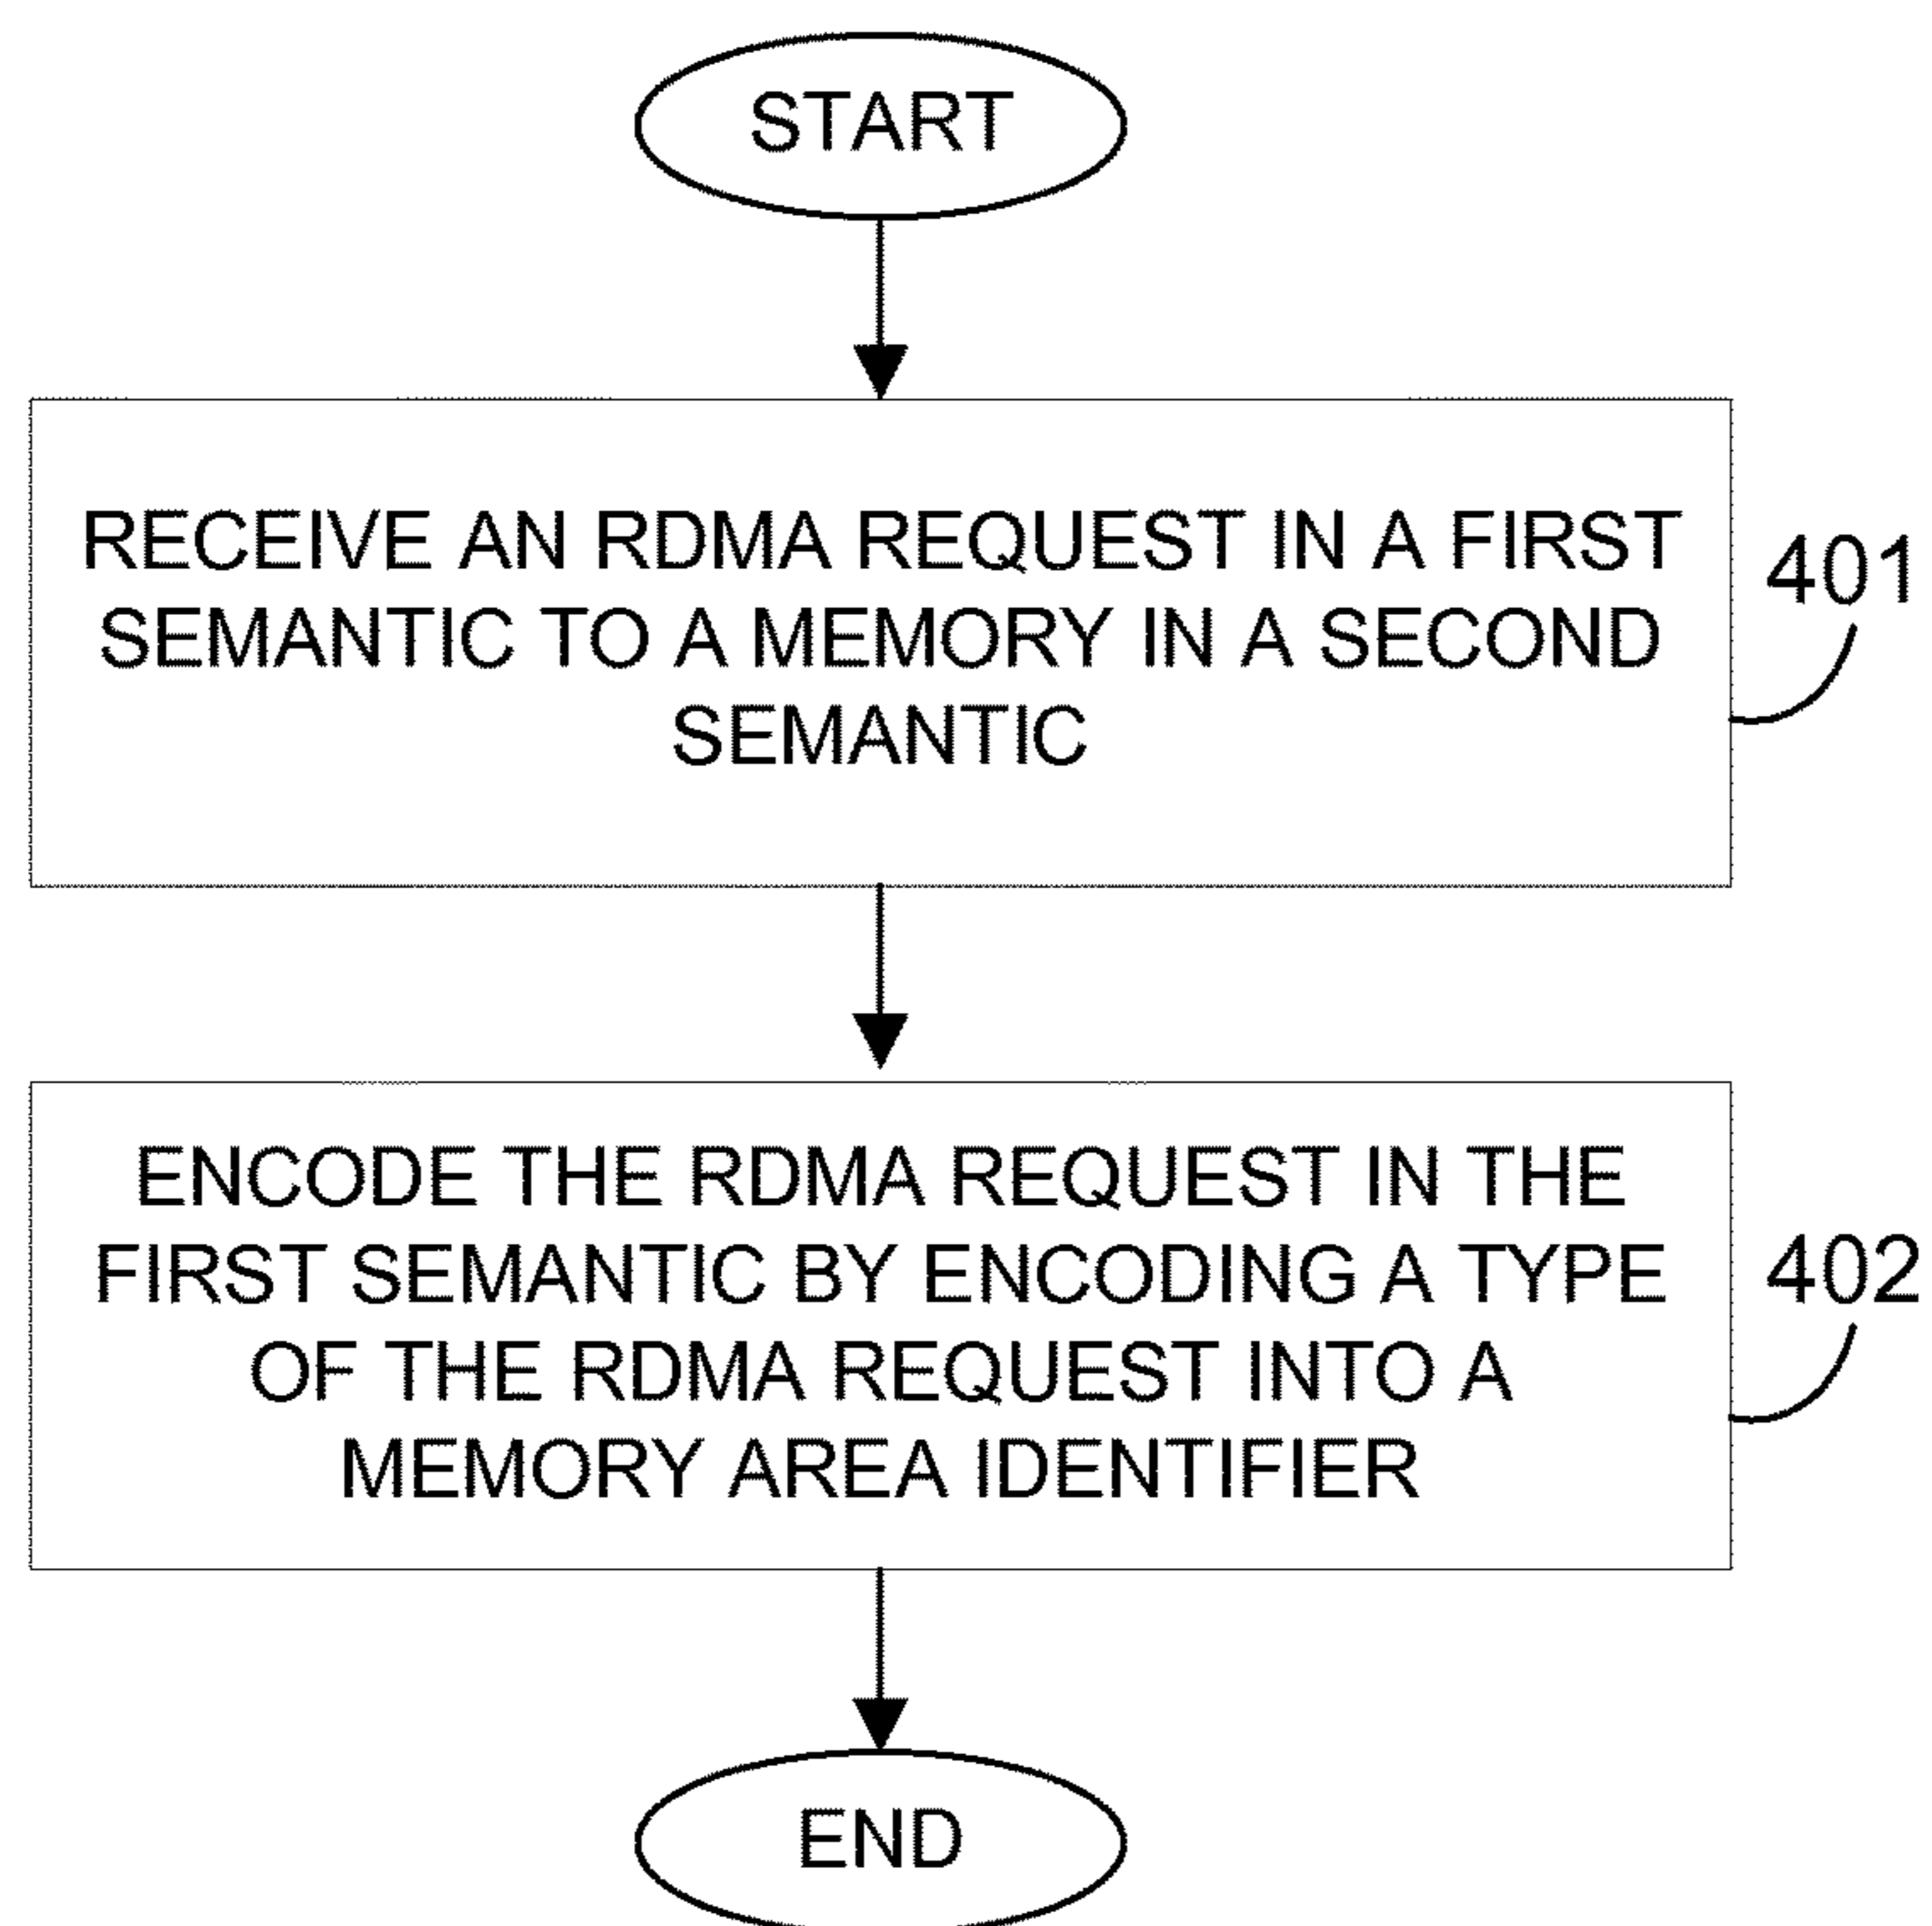 START
RECEIVE AN RDMA REQUEST IN A FIRST
SEMANTIC TO A MEMORY IN A SECOND
SEMANTIC
401
ENCODE THE RDMA REQUEST IN THE
FIRST SEMANTIC BY ENCODING A TYPE
OF THE RDMA REQUEST INTO A
MEMORY AREA IDENTIFIER
402
END